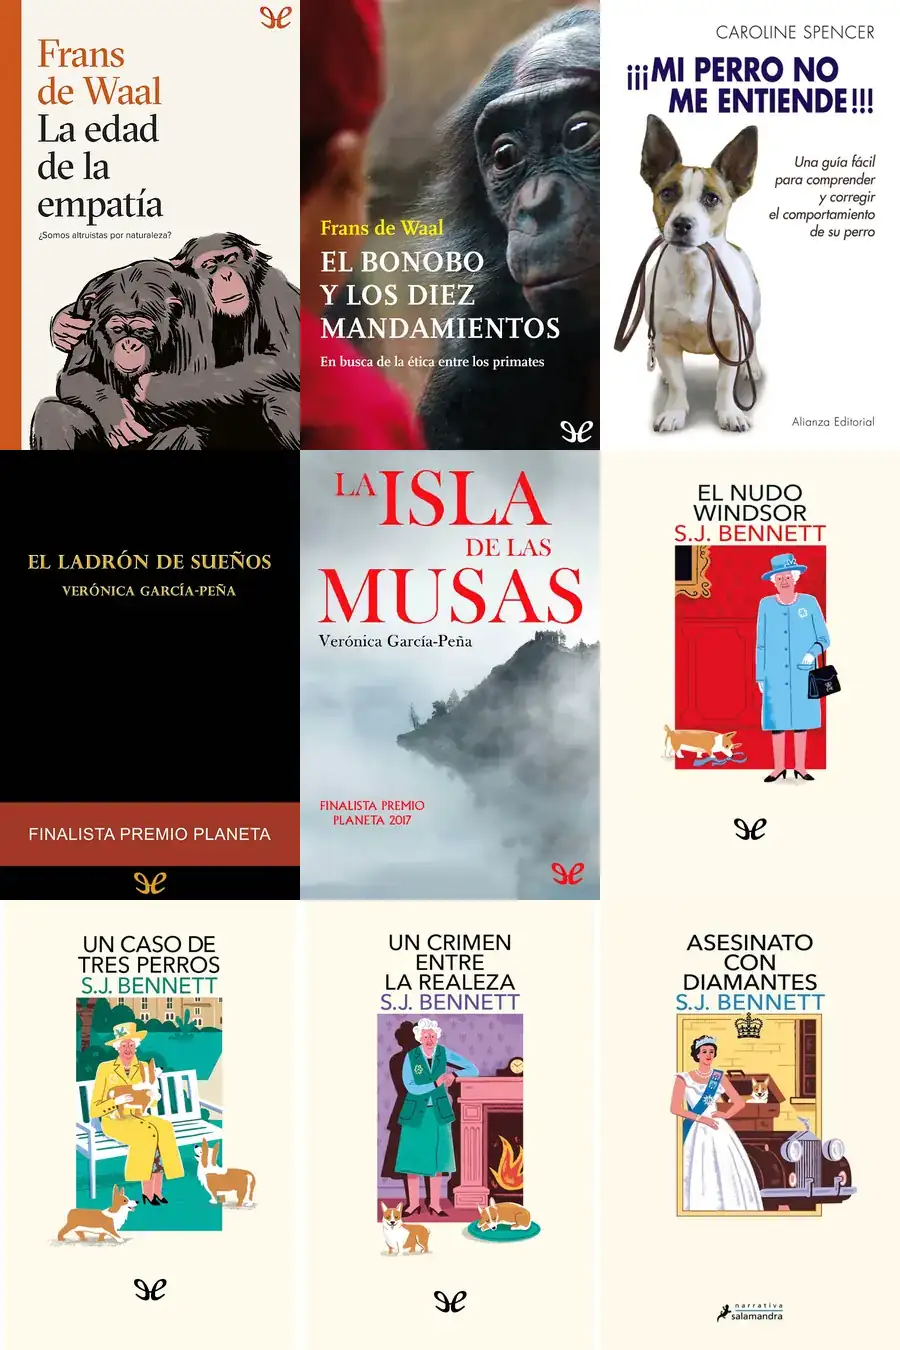 Frans
de Waal
La edad
de la
empatía
¿Somos altruistas por naturaleza?
Frans de Waal
EL BONOBO
Y LOS DIEZ
MANDAMIENTOS
En busca de la ética entre los primates
CAROLINE SPENCER
¡¡¡MI PERRO NO
ME ENTIENDE!!!
Una guía fácil
para comprender
y corregir
el comportamiento
de su perro
Alianza Editorial
EL LADRÓN DE SUEÑOS
VERÓNICA GARCÍA-PEÑA
FINALISTA PREMIO PLANETA
LA ISLA
DE LAS
MUSAS
Verónica García-Peña
FINALISTA PREMIO
PLANETA 2017
EL NUDO
WINDSOR
S.J. BENNETT
UN CASO DE
TRES PERROS
S.J. BENNETT
UN CRIMEN
ENTRE
LA REALEZA
S.J. BENNETT
ASESINATO
CON
DIAMANTES
S.J. BENNETT
narrativa
salamandra